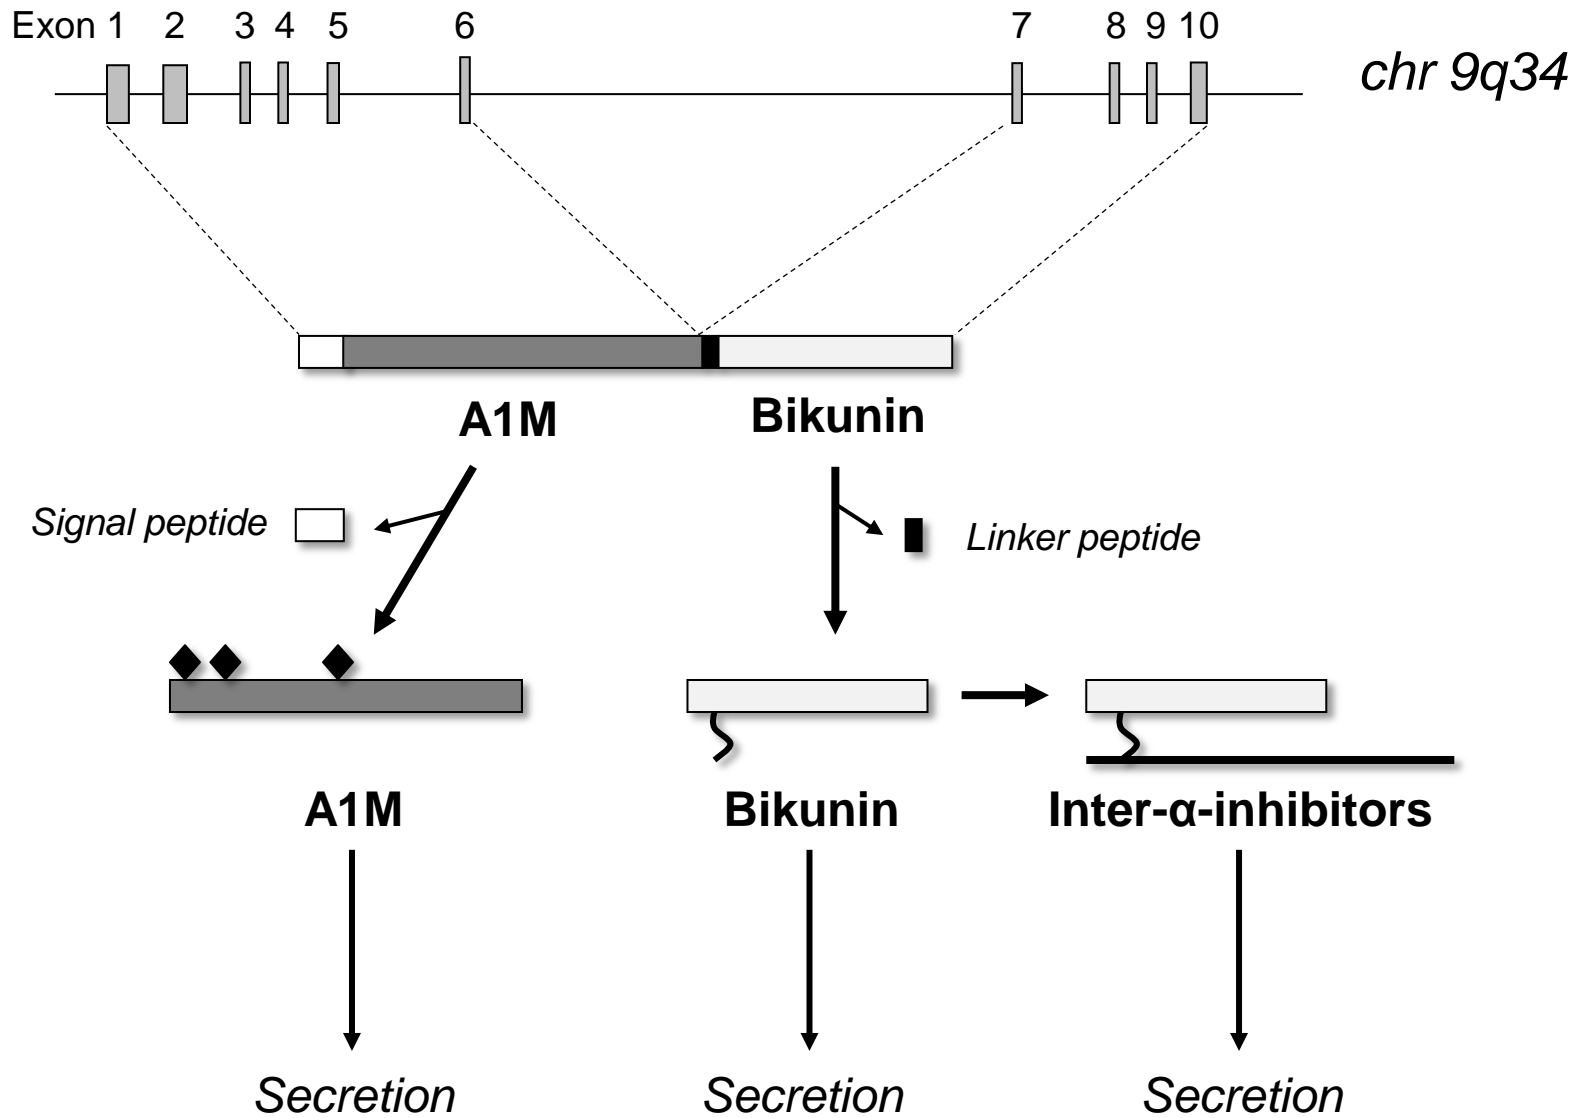 Exon 1 2 3 4 5 6 7 8 9 10
chr 9q34
A1M Bikunin
Signal peptide
Linker peptide
A1M Bikunin Inter-α-inhibitors
Secretion Secretion Secretion